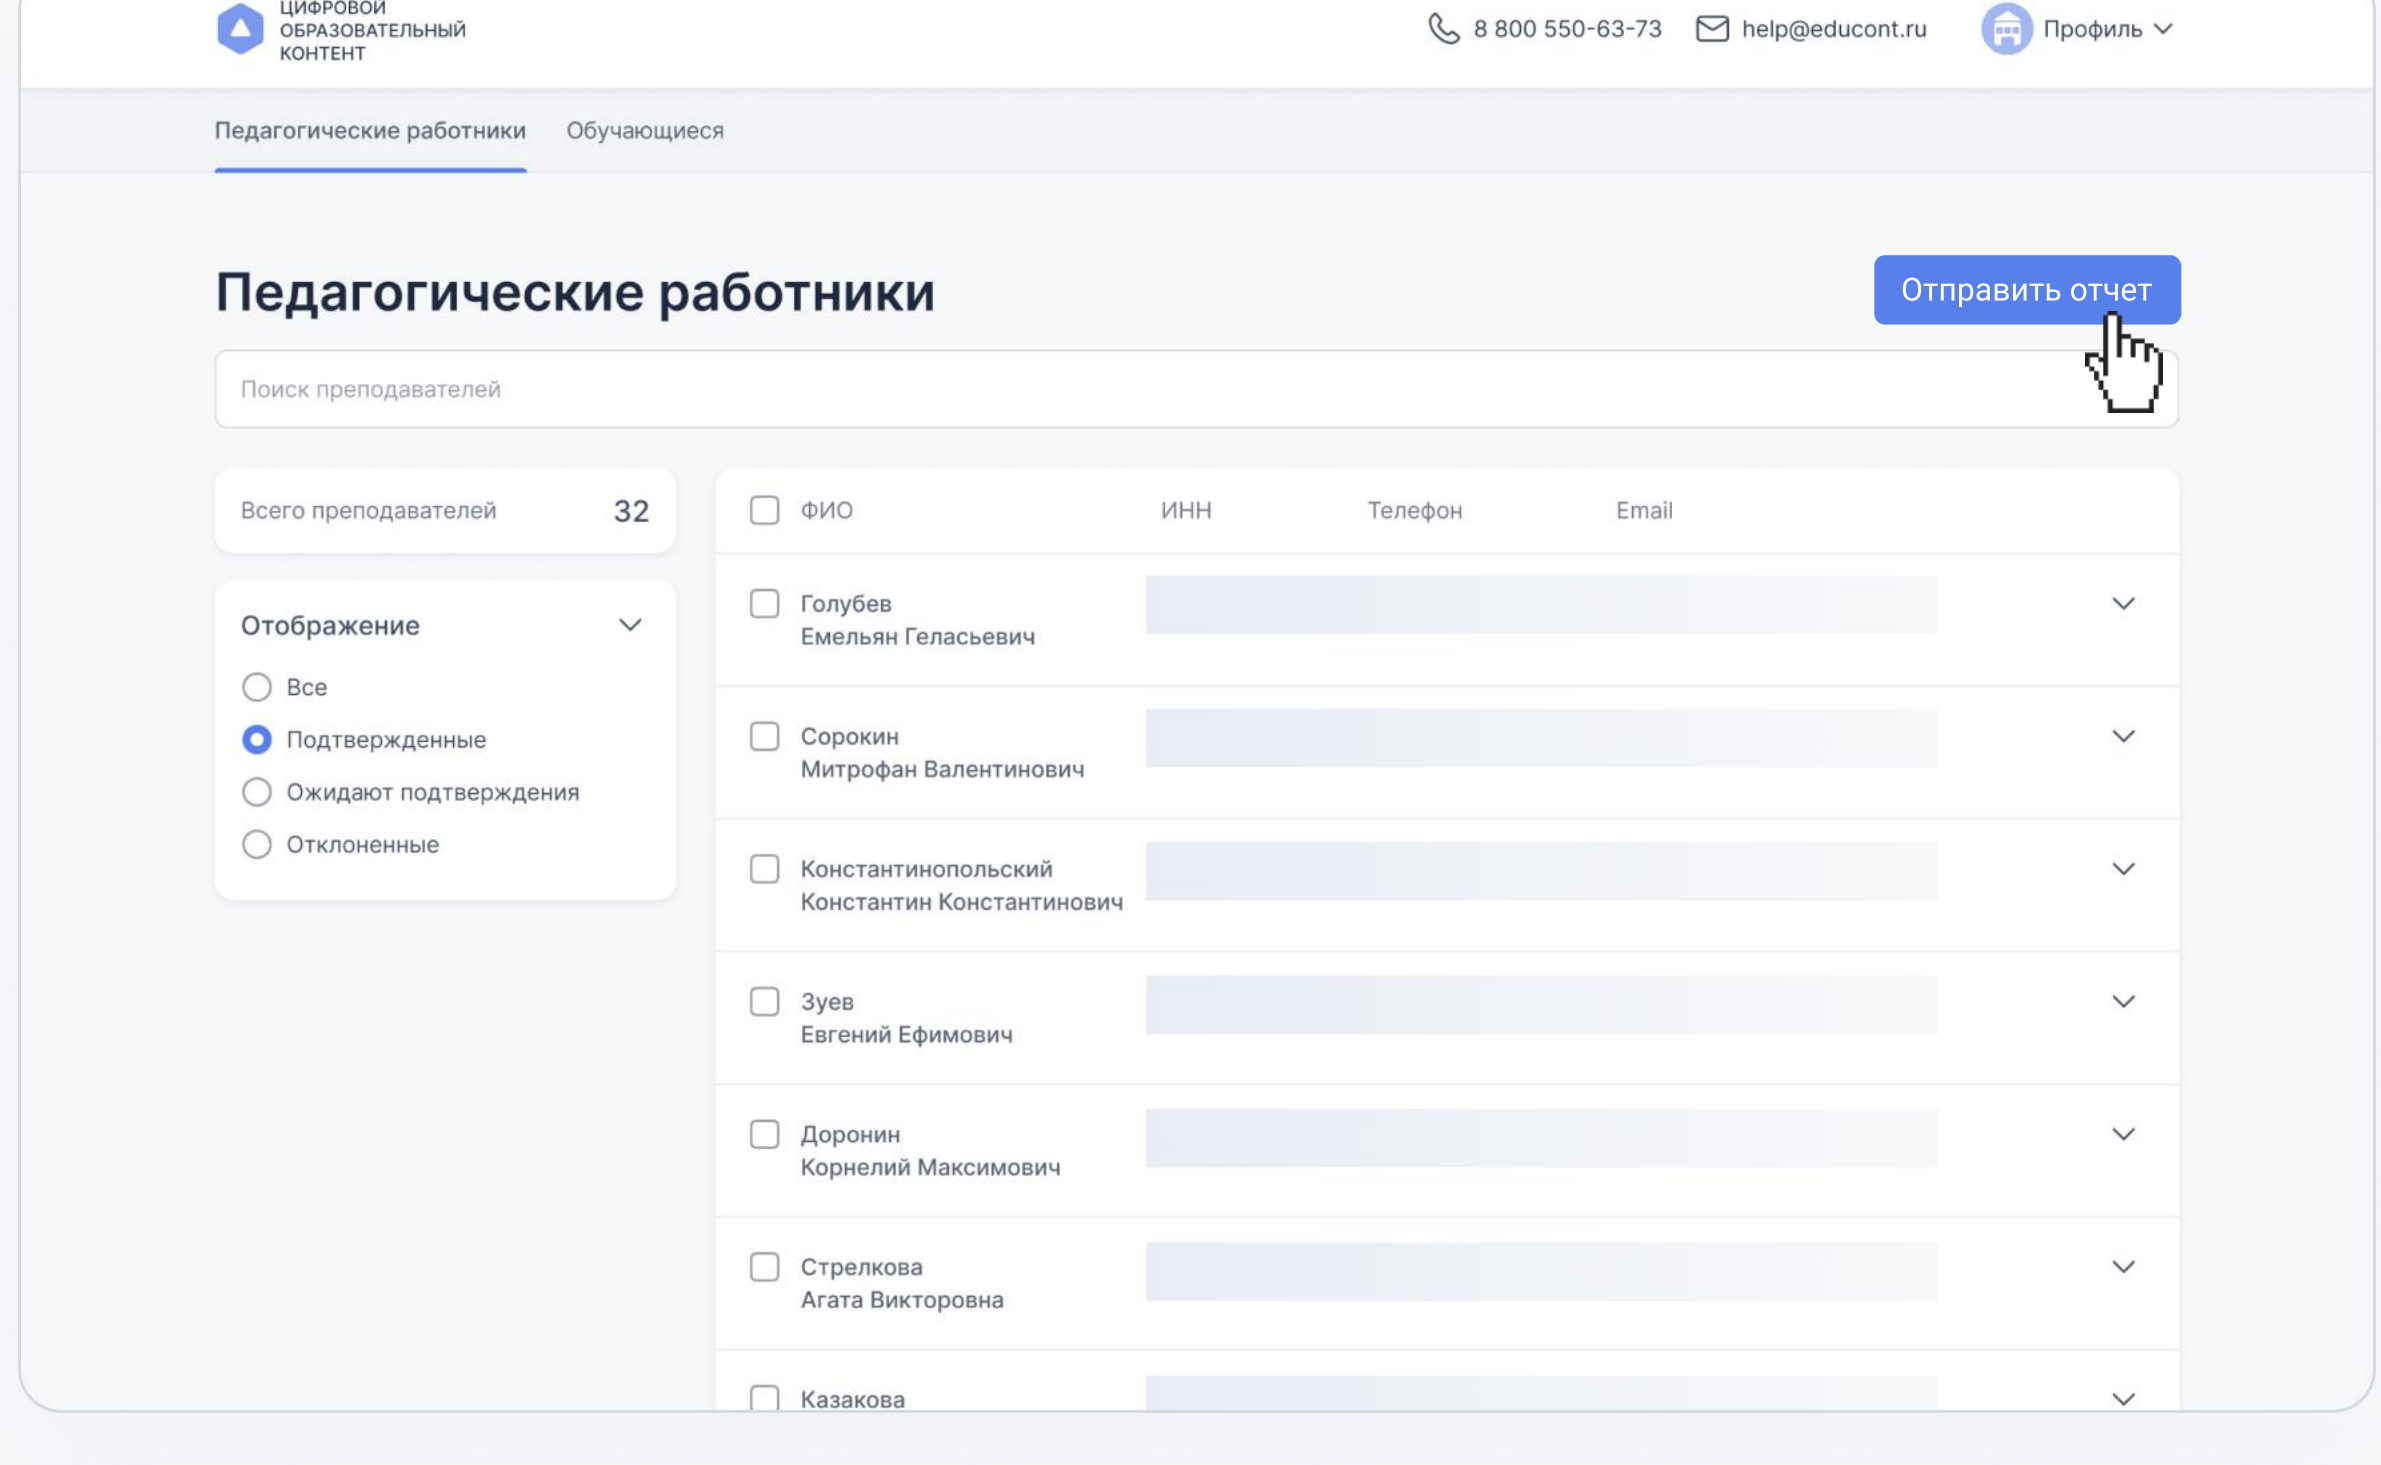 ЦИФРОВОЙ
ОБРАЗОВАТЕЛЬНЫЙ
КОНТЕНТ
8 800 550-63-73
help@educont.ru
Профиль
Педагогические работники
Обучающиеся
Педагогические работники
Отправить отчет
Поиск преподавателей
Всего преподавателей
32
Отображение
Все
Подтвержденные
Ожидают подтверждения
Отклоненные
ФИО
ИНН
Телефон
Email
Голубев
Емельян Геласьевич
Сорокин
Митрофан Валентинович
Константинопольский
Константин Константинович
Зуев
Евгений Ефимович
Доронин
Корнелий Максимович
Стрелкова
Агата Викторовна
Казакова